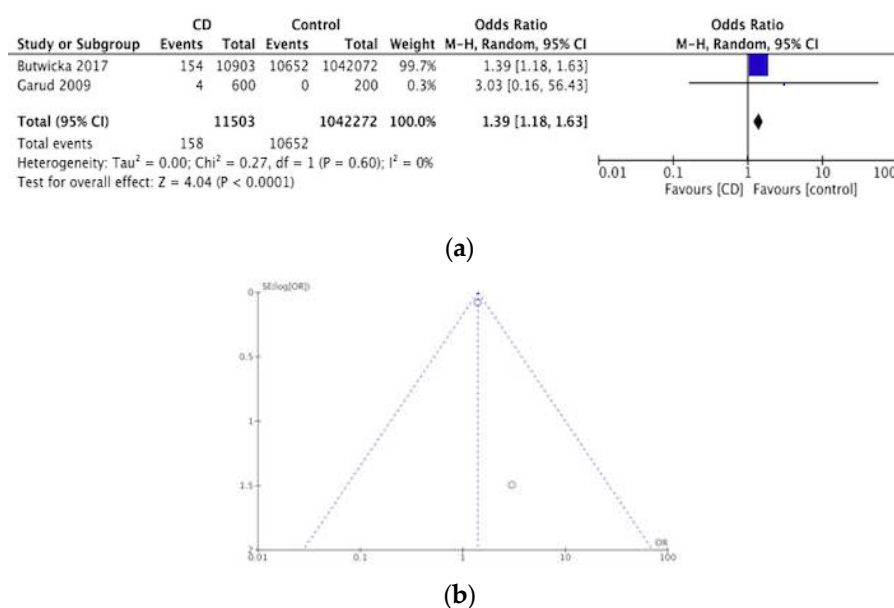 CD Control Odds Ratio Odds Ratio
Study or Subgroup Events Total Events Total Weight M-H, Random, 95% CI M-H, Random, 95% CI
Butwicka 2017 154 10903 10652 1042072 99.7% 1.39 [1.18, 1.63]
Garud 2009 4 600 0 200 0.3% 3.03 [0.16, 56.43]
Total (95% CI) 11503 1042272 100.0% 1.39 [1.18, 1.63]
Total events 158 10652
Heterogeneity: Tau² = 0.00; Chi² = 0.27, df = 1 (P = 0.60); I² = 0%
Test for overall effect: Z = 4.04 (P < 0.0001)
0.01 0.1 1 10 100
Favours [CD] Favours [control]
(a)
SE(log[OR])
0
0.5
1
1.5
2
OR
0.01 0.1 1 10 100
(b)